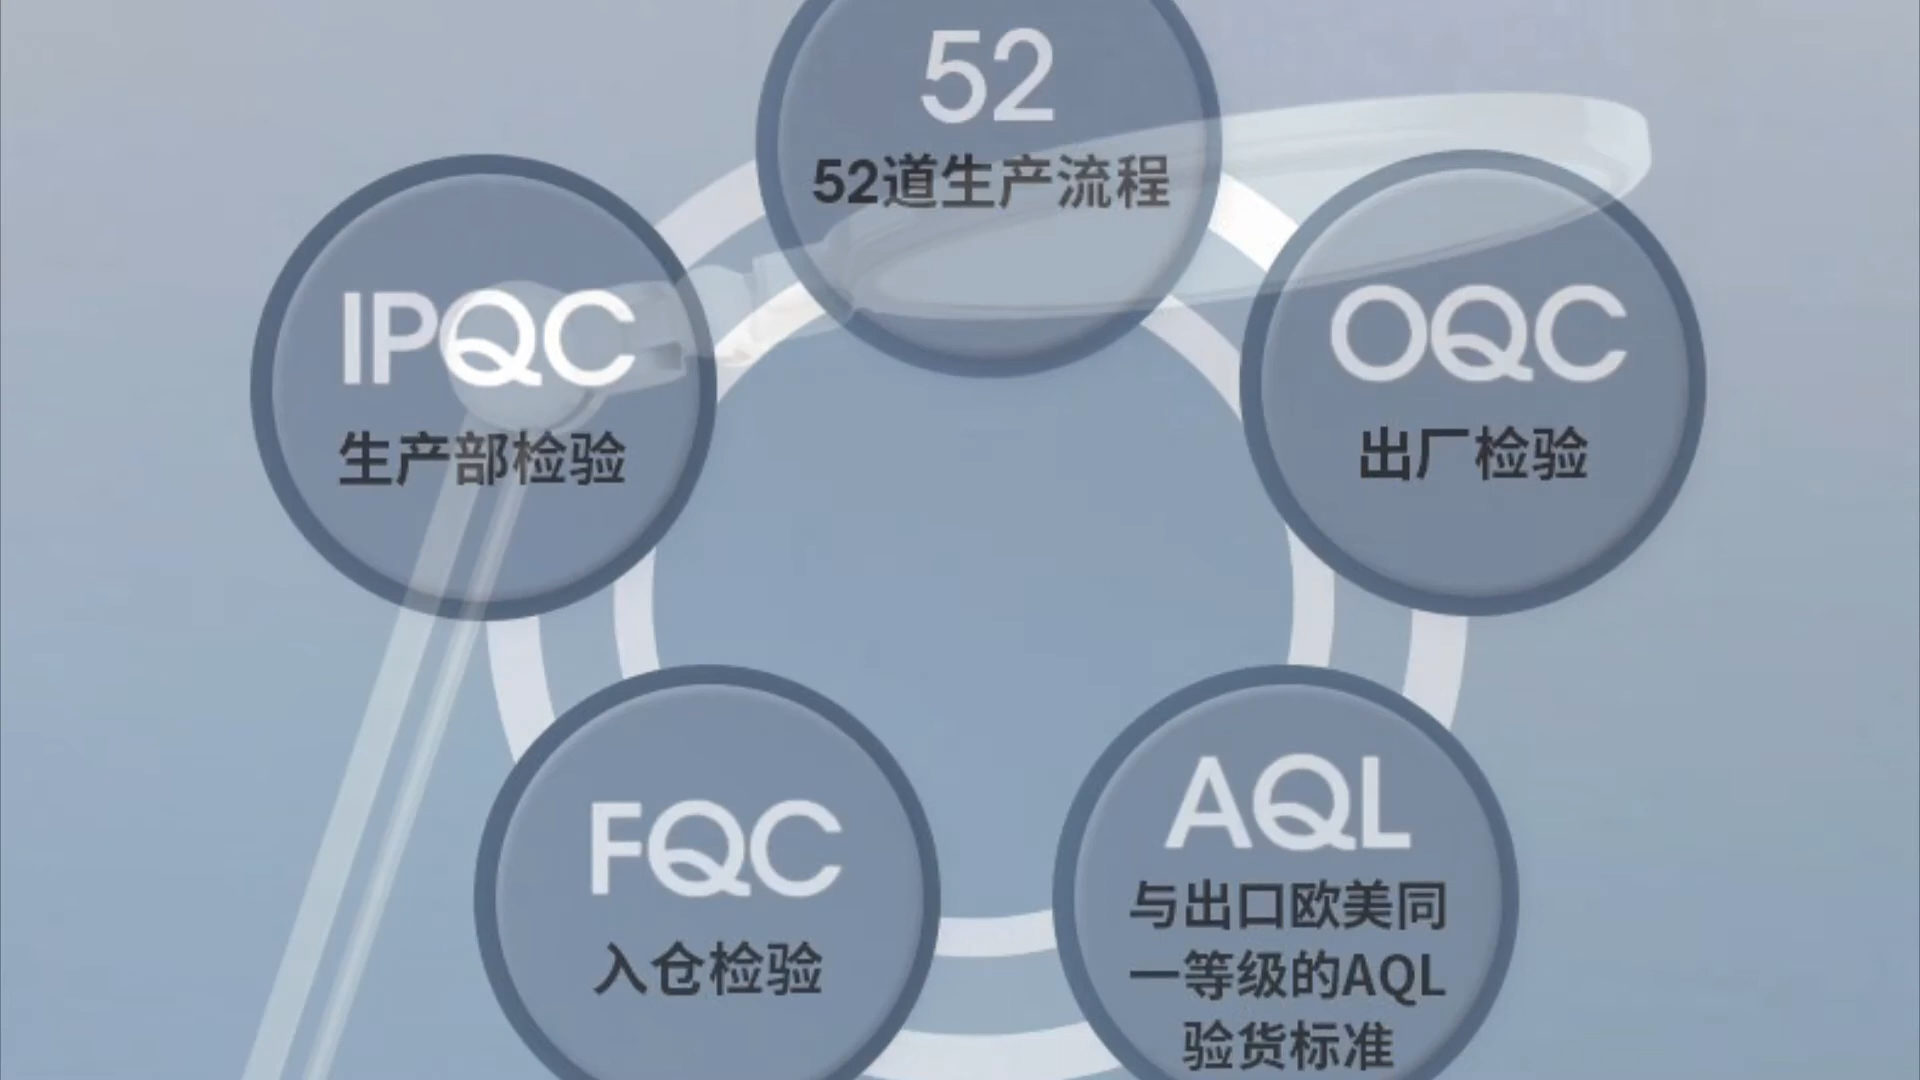 52
52道生产流程
IPQC
生产部检验
OQC
出厂检验
FQC
入仓检验
AQL
与出口欧美同
一等级的AQL
验货标准